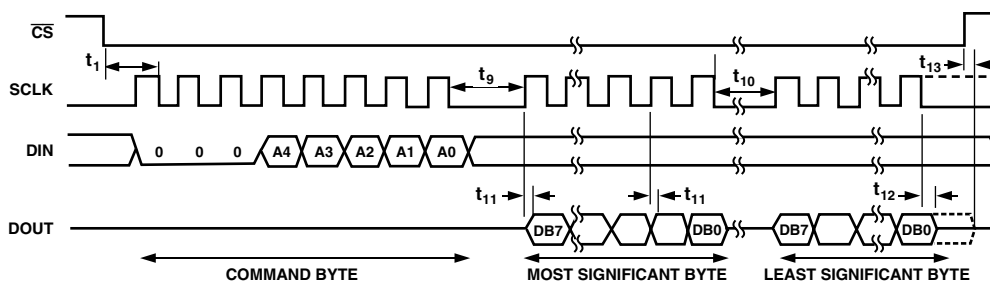 CS
t1
t9
t10
t13
SCLK
DIN
0 0 0 A4 A3 A2 A1 A0
t11
t11
t12
DOUT
DB7 DB0 DB7 DB0
COMMAND BYTE
MOST SIGNIFICANT BYTE
LEAST SIGNIFICANT BYTE